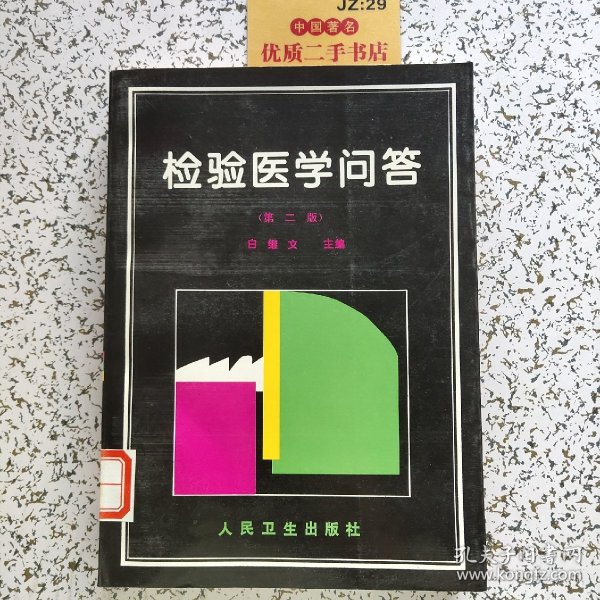 JZ:29
中国著名
优质二手书店
检验医学问答
(第二版)
白继文 主编
人民卫生出版社
孔夫子旧书网
www.kongfz.com